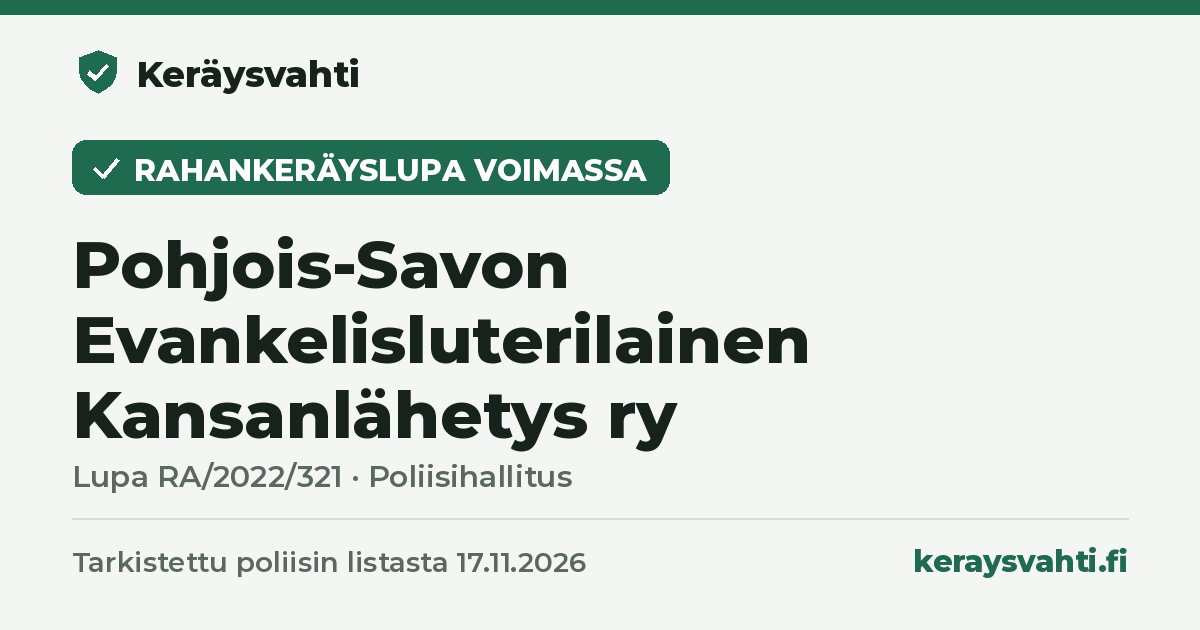 Keräysvahti
RAHANKERÄYSLUPA VOIMASSA
Pohjois-Savon
Evankelisluterilainen
Kansanlähetys ry
Lupa RA/2022/321 · Poliisihallitus
Tarkistettu poliisin listasta 17.11.2026
keraysvahti.fi